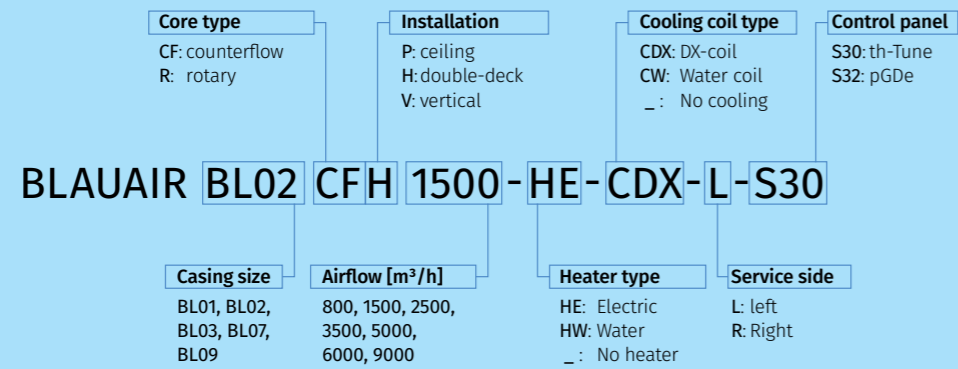 Core type
CF: counterflow
R: rotary
Installation
P: ceiling
H: double-deck
V: vertical
Cooling coil type
CDX: DX-coil
CW: Water coil
_ : No cooling
Control panel
S30: th-Tune
S32: pGDe
BLAUAIR BL02 CFH 1500-HE-CDX-L-S30
Casing size
BL01, BL02,
BL03, BL07,
BL09
Airflow [m³/h]
800, 1500, 2500,
3500, 5000,
6000, 9000
Heater type
HE: Electric
HW: Water
_ : No heater
Service side
L: left
R: Right